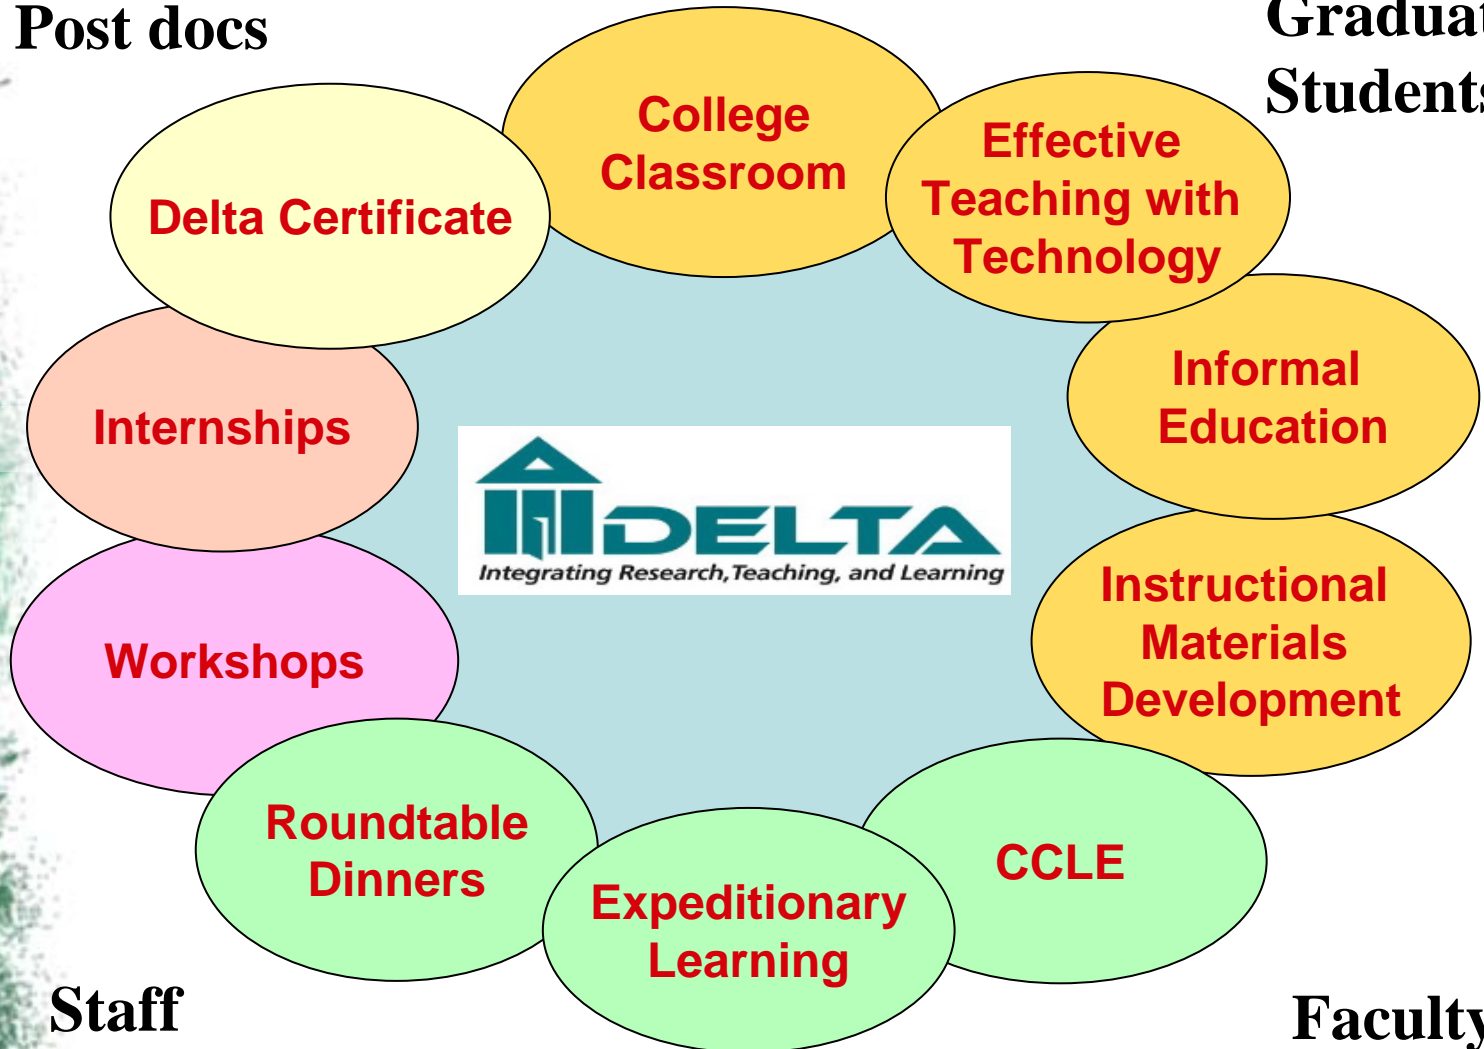 Post docs
Graduat
Students
College
Classroom
Effective
Teaching with
Technology
Delta Certificate
Informal
Education
Internships
DELTA
Integrating Research, Teaching, and Learning
Instructional
Materials
Development
Workshops
Roundtable
Dinners
CCLE
Expeditionary
Learning
Staff
Faculty